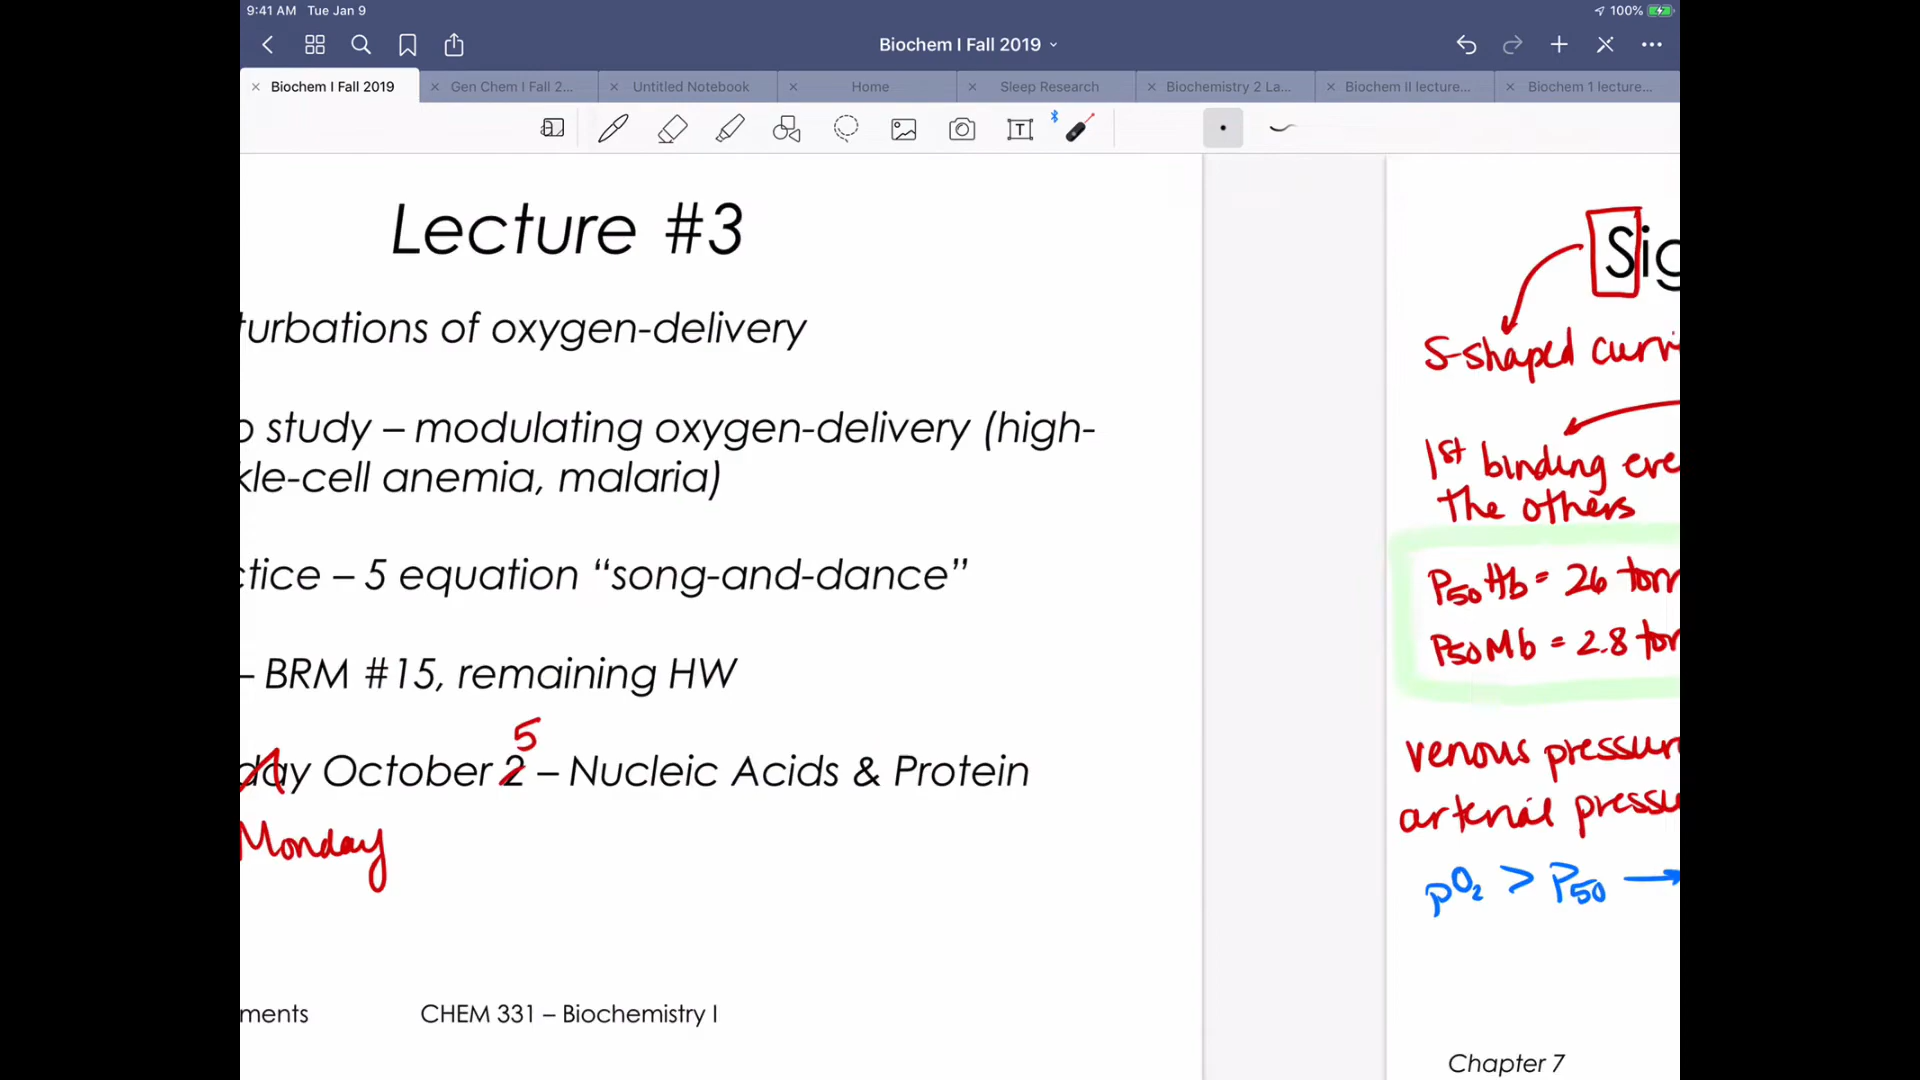 9:41 AM Tue Jan 9
100%
Biochem I Fall 2019
Biochem I Fall 2019
Gen Chem I Fall 2...
Untitled Notebook
Home
Sleep Research
Biochemistry 2 La...
Biochem II lecture...
Biochem 1 lecture...
Lecture #3
turbations of oxygen-delivery
study – modulating oxygen-delivery (high-
kle-cell anemia, malaria)
ctice – 5 equation “song-and-dance”
– BRM #15, remaining HW
5
day October 2 – Nucleic Acids & Protein
Monday
ments
CHEM 331 – Biochemistry I
Sig
S-shaped curv
1st binding eve
the others
P50 Hb = 26 torr
P50 Mb = 2.8 tor
venous pressur
arterial pressu
pO2 > P50 →
Chapter 7